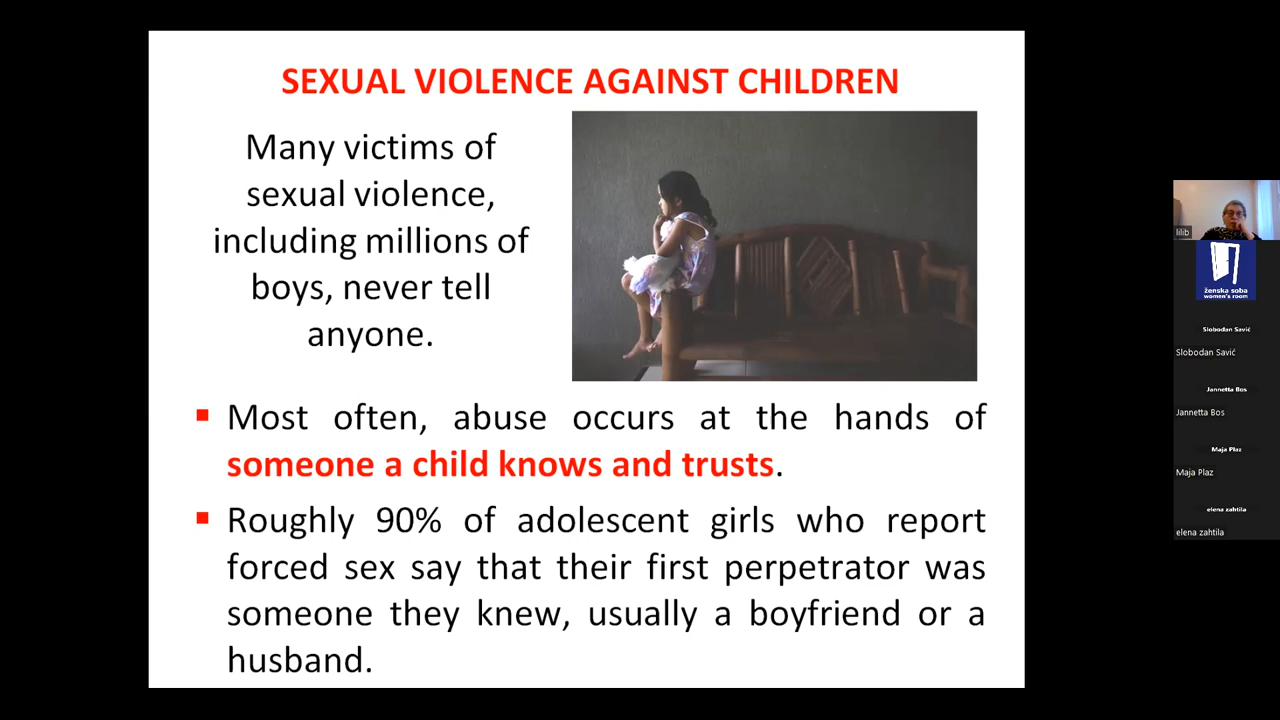 SEXUAL VIOLENCE AGAINST CHILDREN
Many victims of
sexual violence,
including millions of
boys, never tell
anyone.
▪ Most often, abuse occurs at the hands of
someone a child knows and trusts.
▪ Roughly 90% of adolescent girls who report
forced sex say that their first perpetrator was
someone they knew, usually a boyfriend or a
husband.
lilib
ženska soba
women's room
Slobodan Savić
Slobodan Savić
Jannetta Bos
Jannetta Bos
Maja Plaz
Maja Plaz
elena zahtila
elena zahtila